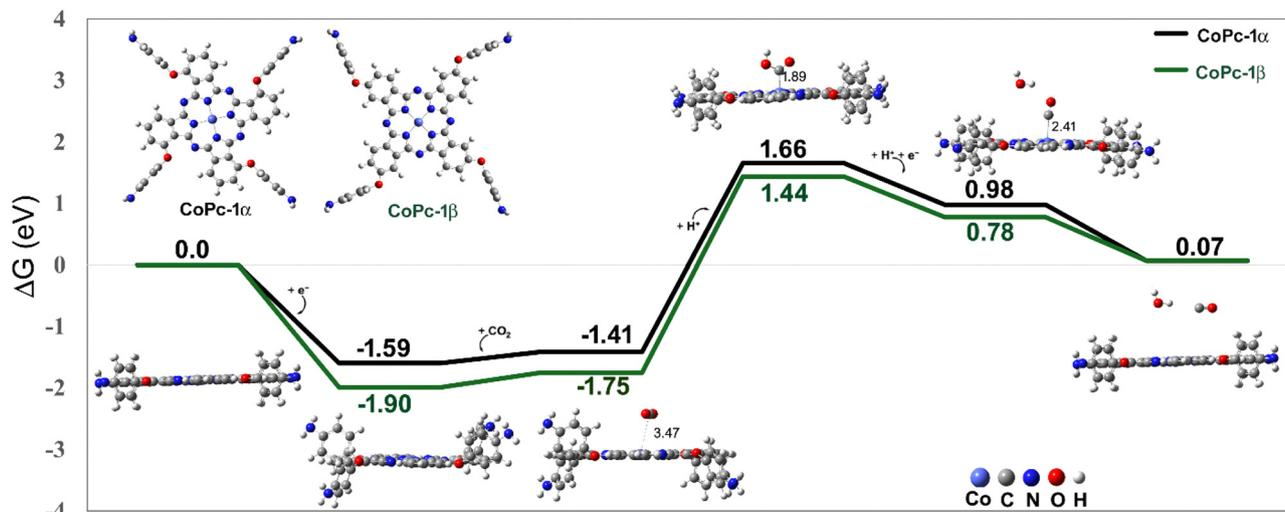 4
3
2
1
0
-1
-2
-3
-4
ΔG (eV)
CoPc-1α
CoPc-1β
CoPc-1α
CoPc-1β
0.0
+ e⁻
-1.59
-1.90
+ CO₂
-1.41
-1.75
3.47
+ H⁺
1.89
1.66
1.44
+ H⁺ + e⁻
2.41
0.98
0.78
0.07
Co C N O H